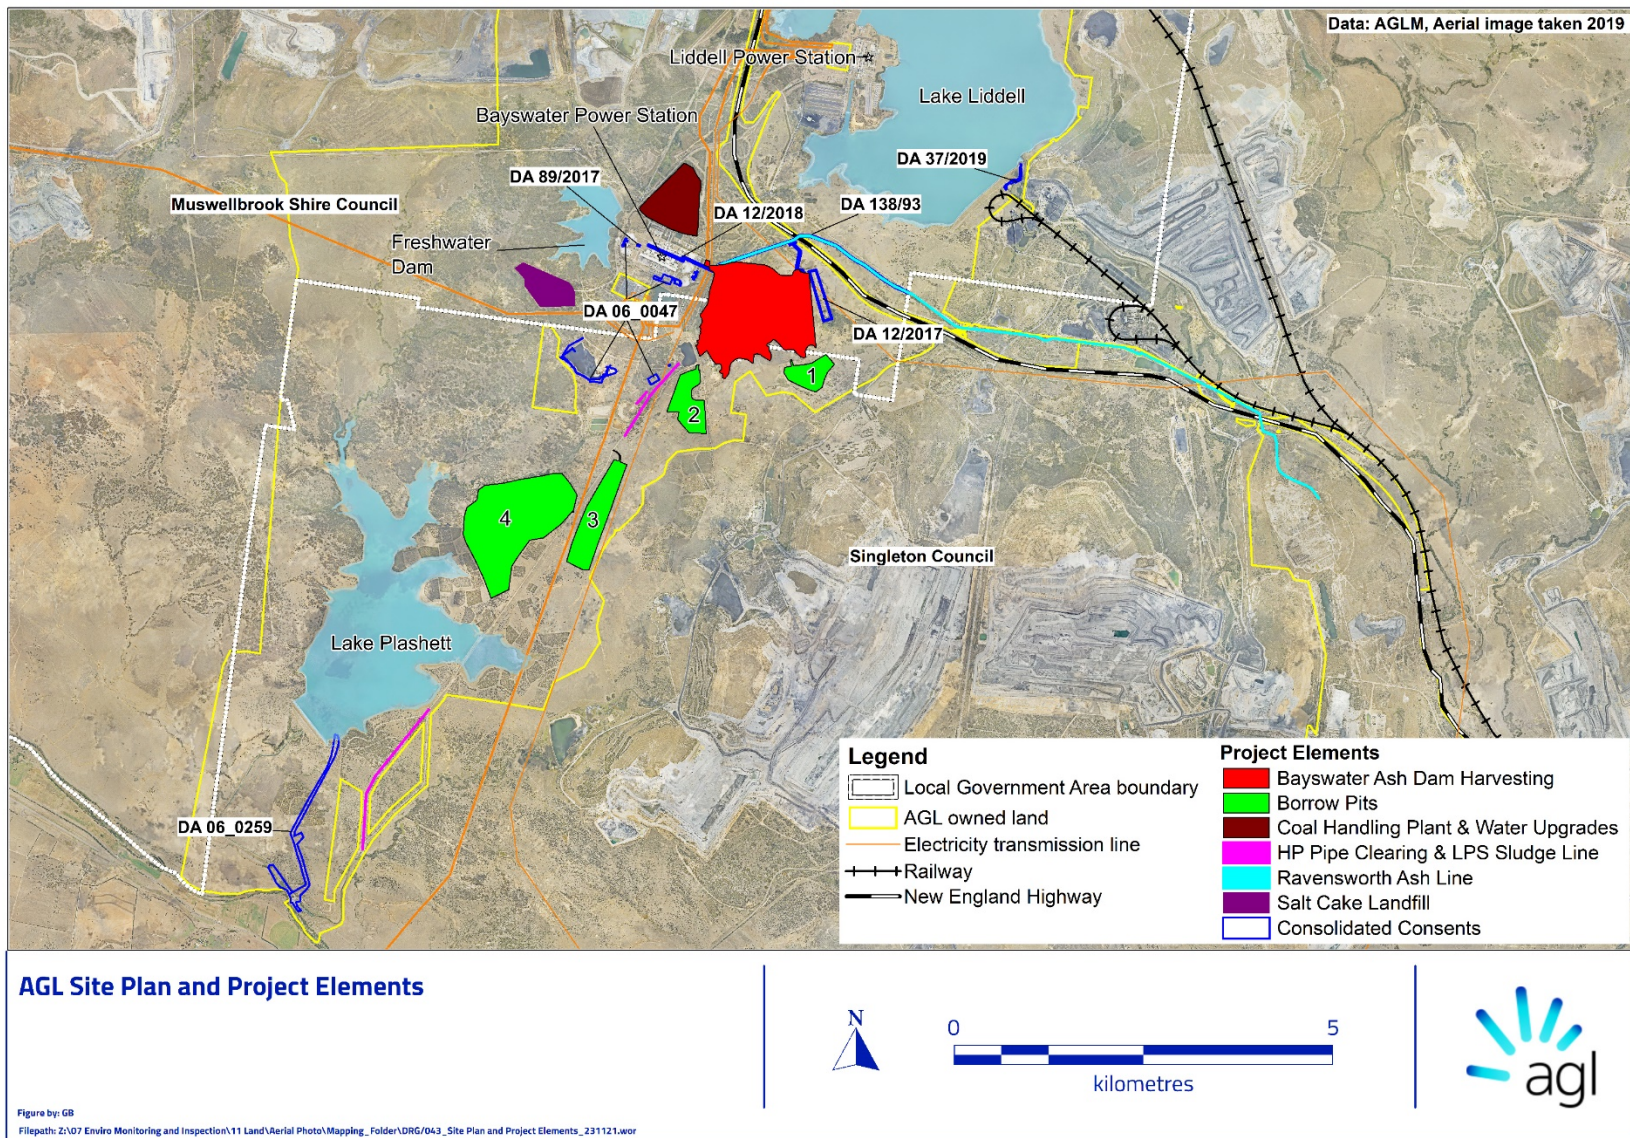 Data: AGLM, Aerial image taken 2019
Liddell Power Station
Lake Liddell
Bayswater Power Station
DA 37/2019
DA 89/2017
Muswellbrook Shire Council
DA 12/2018
DA 138/93
Freshwater
Dam
DA 06_0047
DA 12/2017
1
2
4
3
Singleton Council
Lake Plashett
DA 06_0259
Legend
Local Government Area boundary
AGL owned land
Electricity transmission line
Railway
New England Highway
Project Elements
Bayswater Ash Dam Harvesting
Borrow Pits
Coal Handling Plant & Water Upgrades
HP Pipe Clearing & LPS Sludge Line
Ravensworth Ash Line
Salt Cake Landfill
Consolidated Consents
AGL Site Plan and Project Elements
N
0 5
kilometres
agl
Figure by: GB
Filepath: Z:\07 Enviro Monitoring and Inspection\11 Land\Aerial Photo\Mapping_Folder\DRG/043_Site Plan and Project Elements_231121.wor